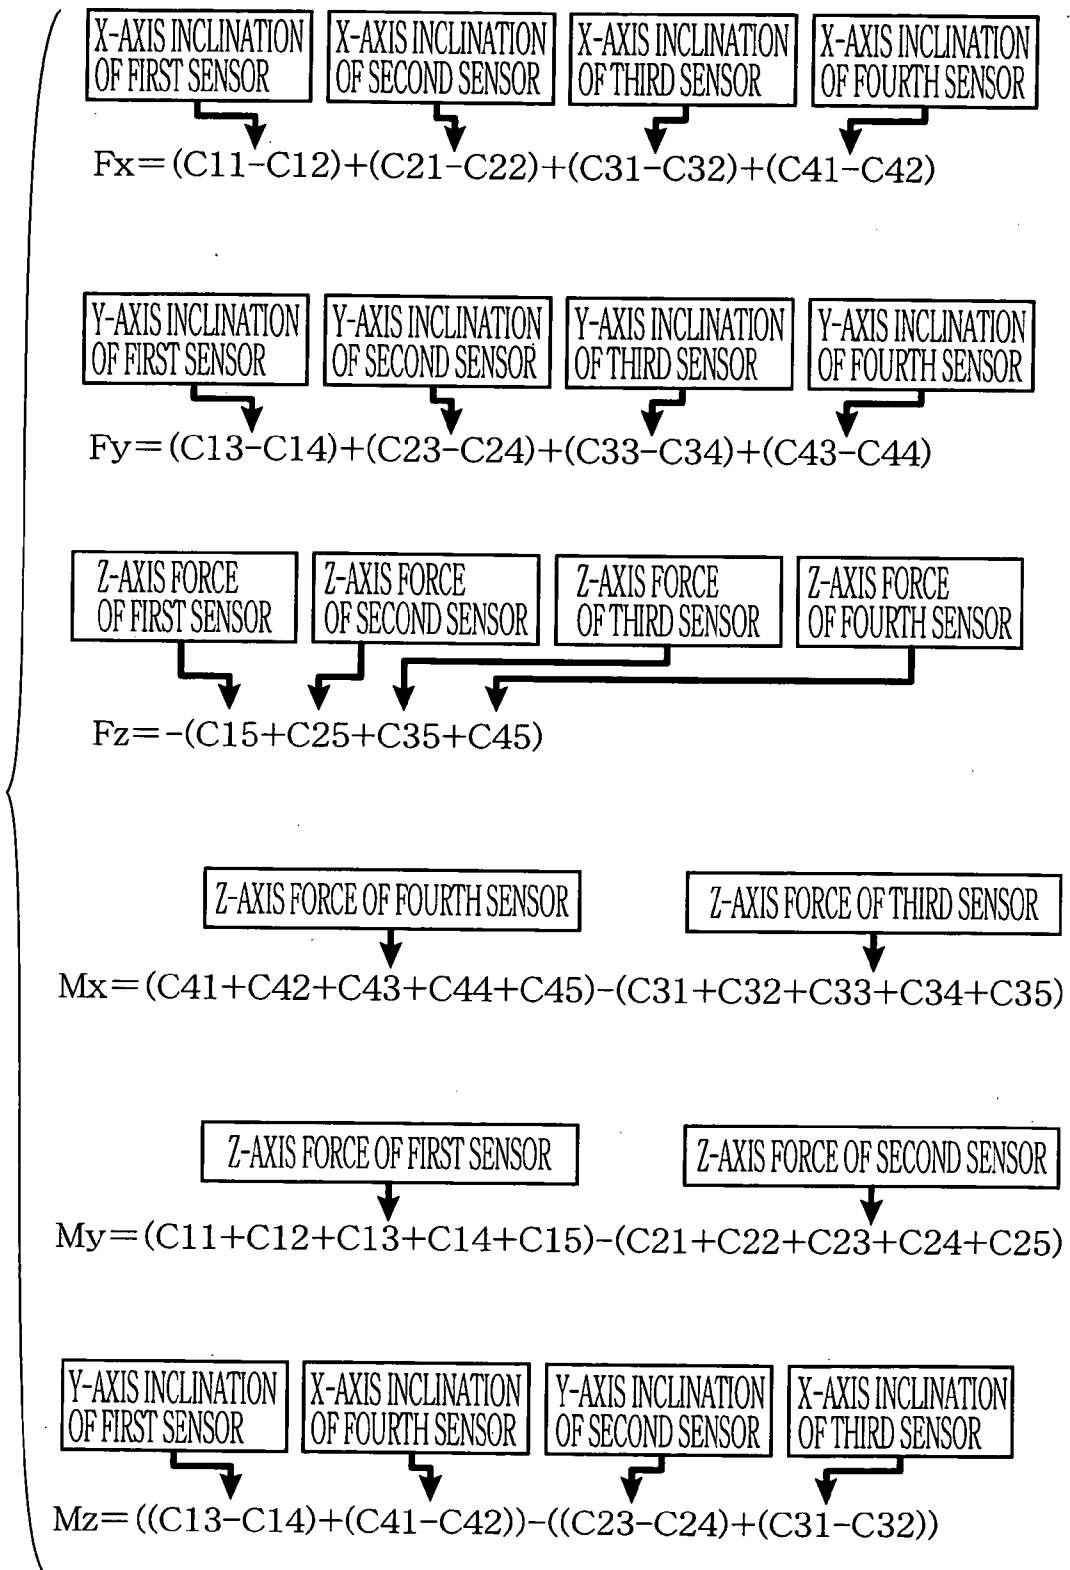 X-AXIS INCLINATION
OF FIRST SENSOR
X-AXIS INCLINATION
OF SECOND SENSOR
X-AXIS INCLINATION
OF THIRD SENSOR
X-AXIS INCLINATION
OF FOURTH SENSOR
Fx=(C11-C12)+(C21-C22)+(C31-C32)+(C41-C42)
Y-AXIS INCLINATION
OF FIRST SENSOR
Y-AXIS INCLINATION
OF SECOND SENSOR
Y-AXIS INCLINATION
OF THIRD SENSOR
Y-AXIS INCLINATION
OF FOURTH SENSOR
Fy=(C13-C14)+(C23-C24)+(C33-C34)+(C43-C44)
Z-AXIS FORCE
OF FIRST SENSOR
Z-AXIS FORCE
OF SECOND SENSOR
Z-AXIS FORCE
OF THIRD SENSOR
Z-AXIS FORCE
OF FOURTH SENSOR
Fz=-(C15+C25+C35+C45)
Z-AXIS FORCE OF FOURTH SENSOR
Z-AXIS FORCE OF THIRD SENSOR
Mx=(C41+C42+C43+C44+C45)-(C31+C32+C33+C34+C35)
Z-AXIS FORCE OF FIRST SENSOR
Z-AXIS FORCE OF SECOND SENSOR
My=(C11+C12+C13+C14+C15)-(C21+C22+C23+C24+C25)
Y-AXIS INCLINATION
OF FIRST SENSOR
X-AXIS INCLINATION
OF FOURTH SENSOR
Y-AXIS INCLINATION
OF SECOND SENSOR
X-AXIS INCLINATION
OF THIRD SENSOR
Mz=((C13-C14)+(C41-C42))-((C23-C24)+(C31-C32))